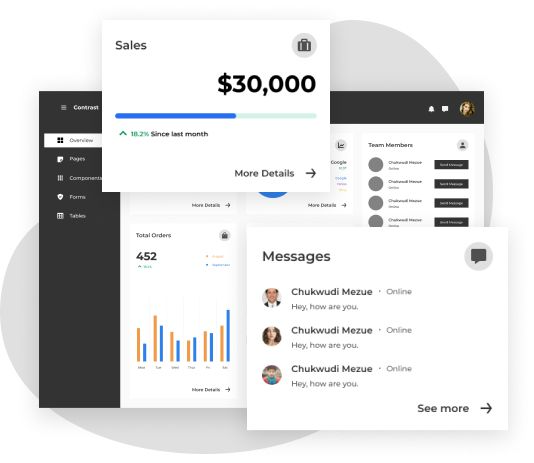 Sales
$30,000
18.2% Since last month
More Details
Contrast
Overview
Pages
Components
Forms
Tables
More Details
Google
More Details
Team Members
Chukwudi Mezue
Online
Send Message
Chukwudi Mezue
Online
Send Message
Chukwudi Mezue
Online
Send Message
Chukwudi Mezue
Send Message
Total Orders
452
Mon
Tue
Wed
Thu
Fri
Sat
More Details
Messages
Chukwudi Mezue • Online
Hey, how are you.
Chukwudi Mezue • Online
Hey, how are you.
Chukwudi Mezue • Online
Hey, how are you.
See more